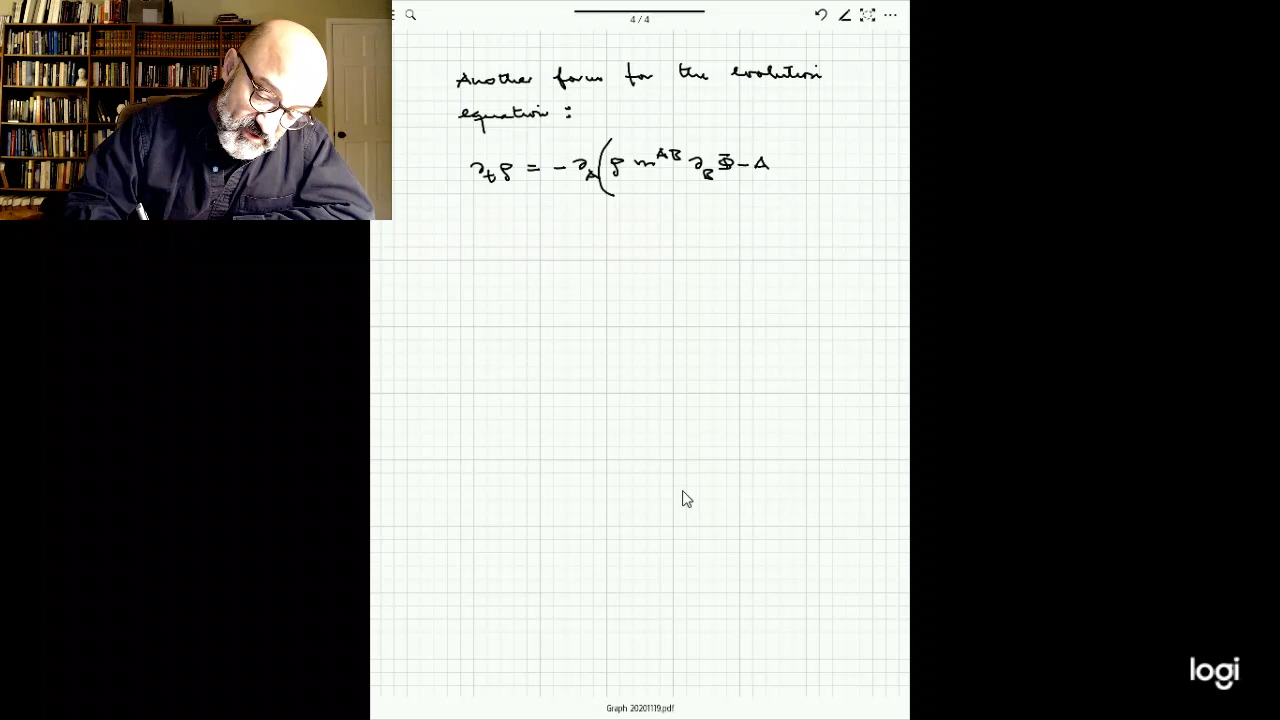 4 / 4
Another form for the evolution
equation :
∂ₜρ = − ∂_A ( ρ m^{AB} ∂_B Φ − A
Graph 20201119.pdf
logi